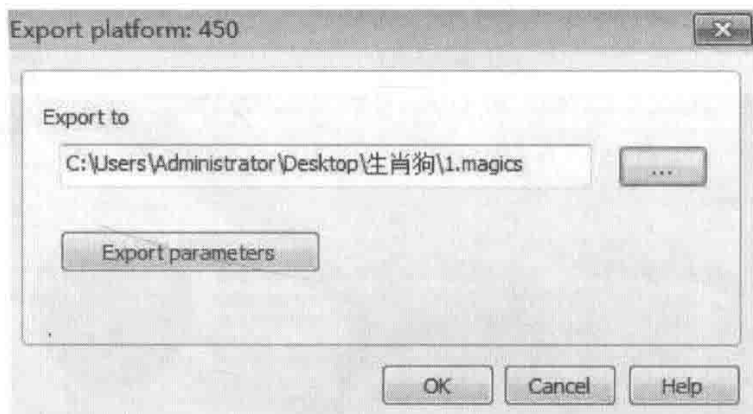 Export platform: 450
Export to
C:\Users\Administrator\Desktop\生肖狗\1.magics
...
Export parameters
OK Cancel Help